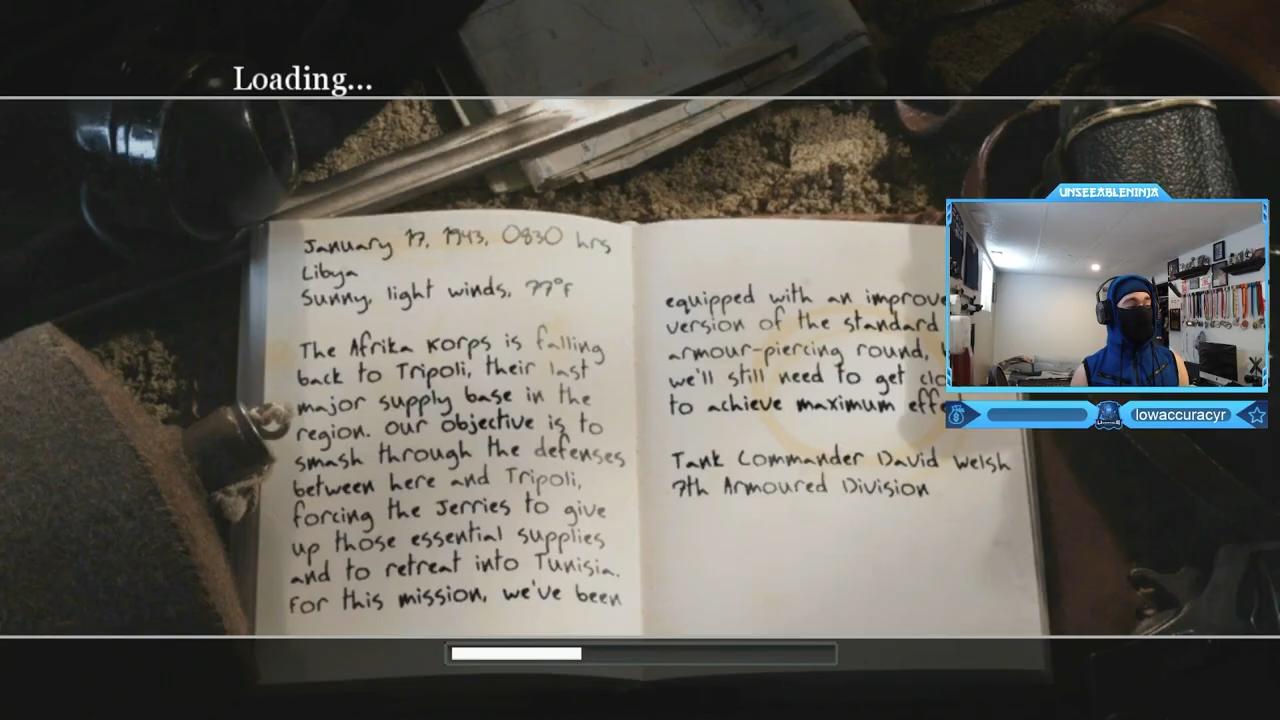 Loading...
January 17, 1943, 0830 hrs
Libya
Sunny, light winds, 77°F
The Afrika Korps is falling
back to Tripoli, their last
major supply base in the
region. Our objective is to
smash through the defenses
between here and Tripoli,
forcing the Jerries to give
up those essential supplies
and to retreat into Tunisia.
For this mission, we've been
equipped with an improve
version of the standard
armour-piercing round,
we'll still need to get clo
to achieve maximum effe
Tank Commander David Welsh
7th Armoured Division
UNSEEABLENINJA
lowaccuracyr